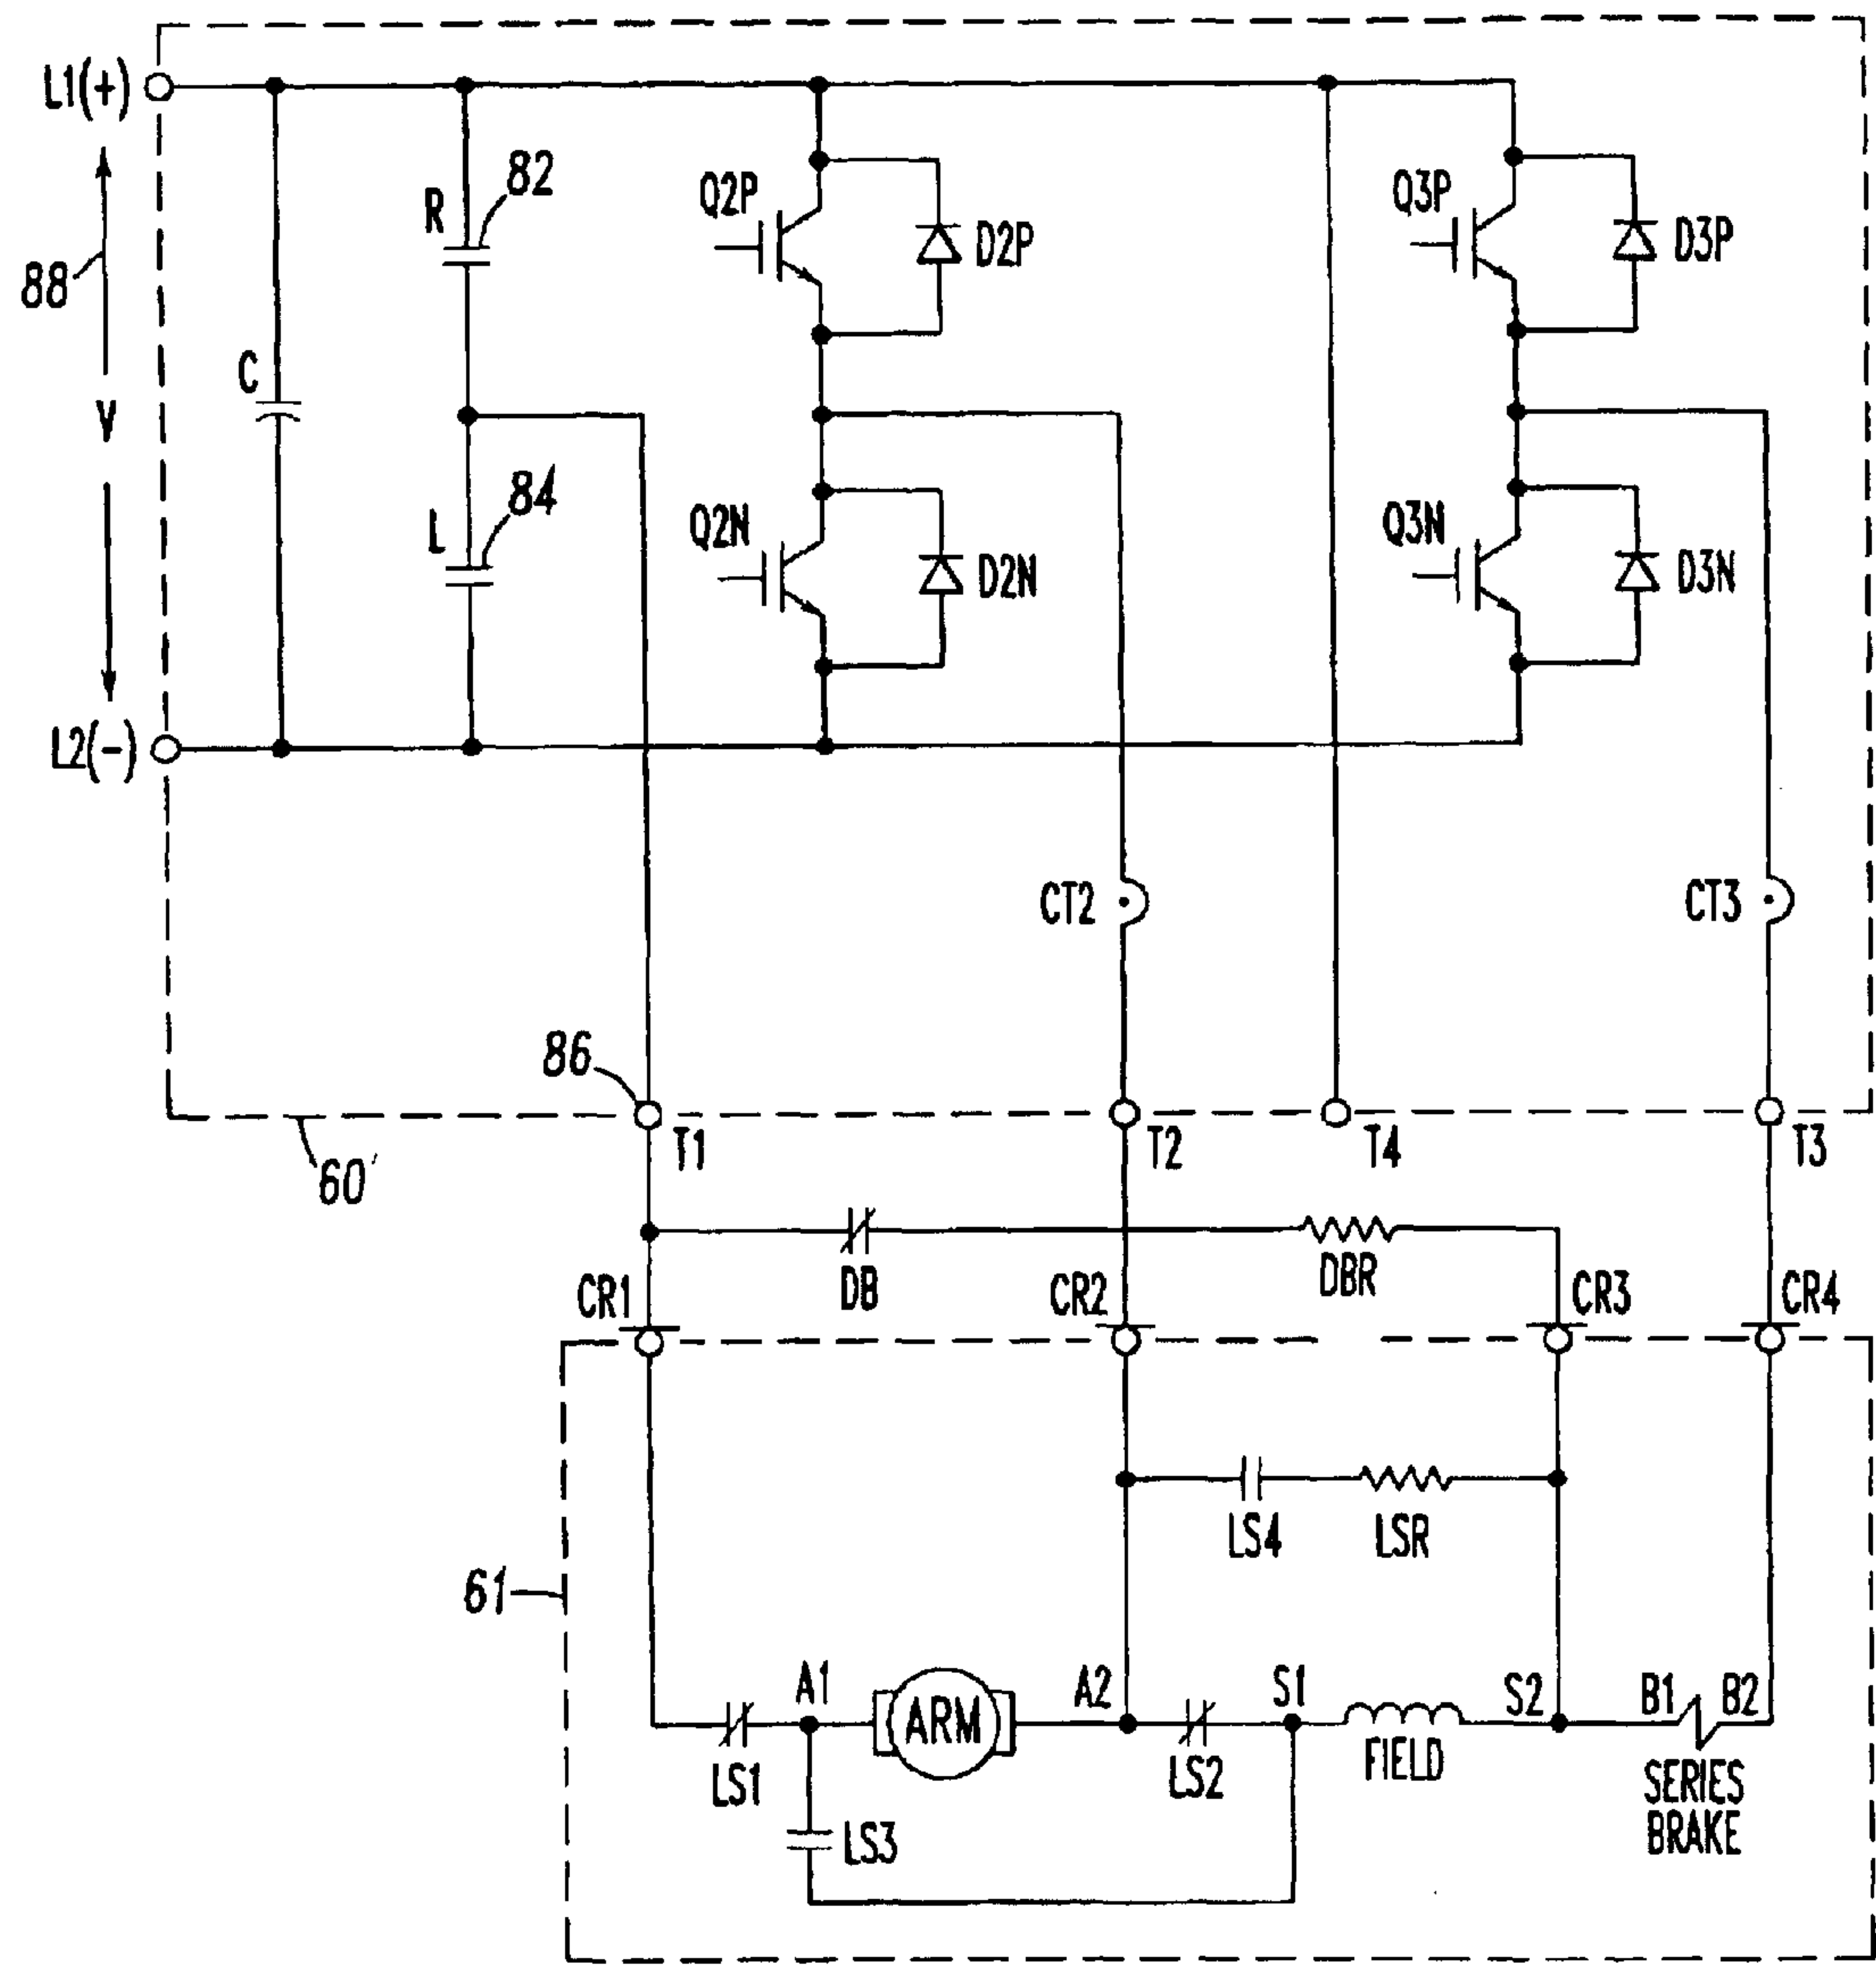 L1(+)
88
V
L2(-)
C
R
82
L
84
Q2P
D2P
Q2N
D2N
Q3P
D3P
Q3N
D3N
CT2
CT3
86
60'
T1
T2
T4
T3
DB
DBR
CR1
CR2
CR3
CR4
61
LS4
LSR
A1
ARM
A2
S1
S2
B1
B2
LS1
LS2
FIELD
SERIES
BRAKE
LS3